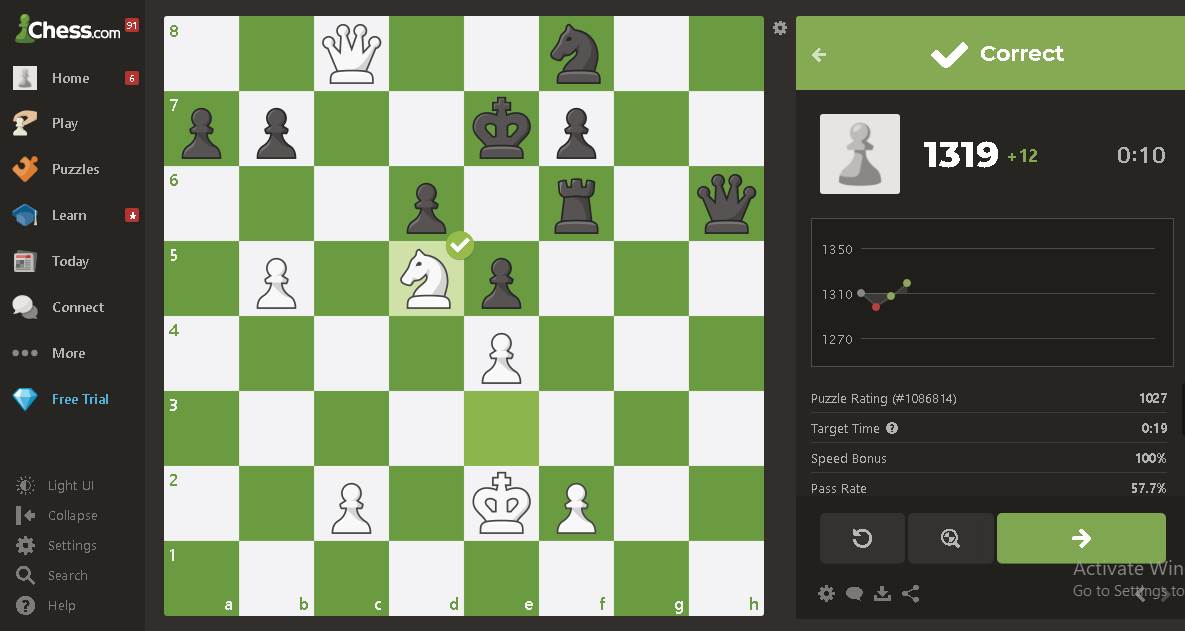 Chess.com 91
Home 6
Play
Puzzles
Learn
Today
Connect
More
Free Trial
Light UI
Collapse
Settings
Search
Help
8
7
6
5
4
3
2
1
a b c d e f g h
Correct
1319 +12 0:10
1350
1310
1270
Puzzle Rating (#1086814) 1027
Target Time ? 0:19
Speed Bonus 100%
Pass Rate 57.7%
Activate Win
Go to Settings to